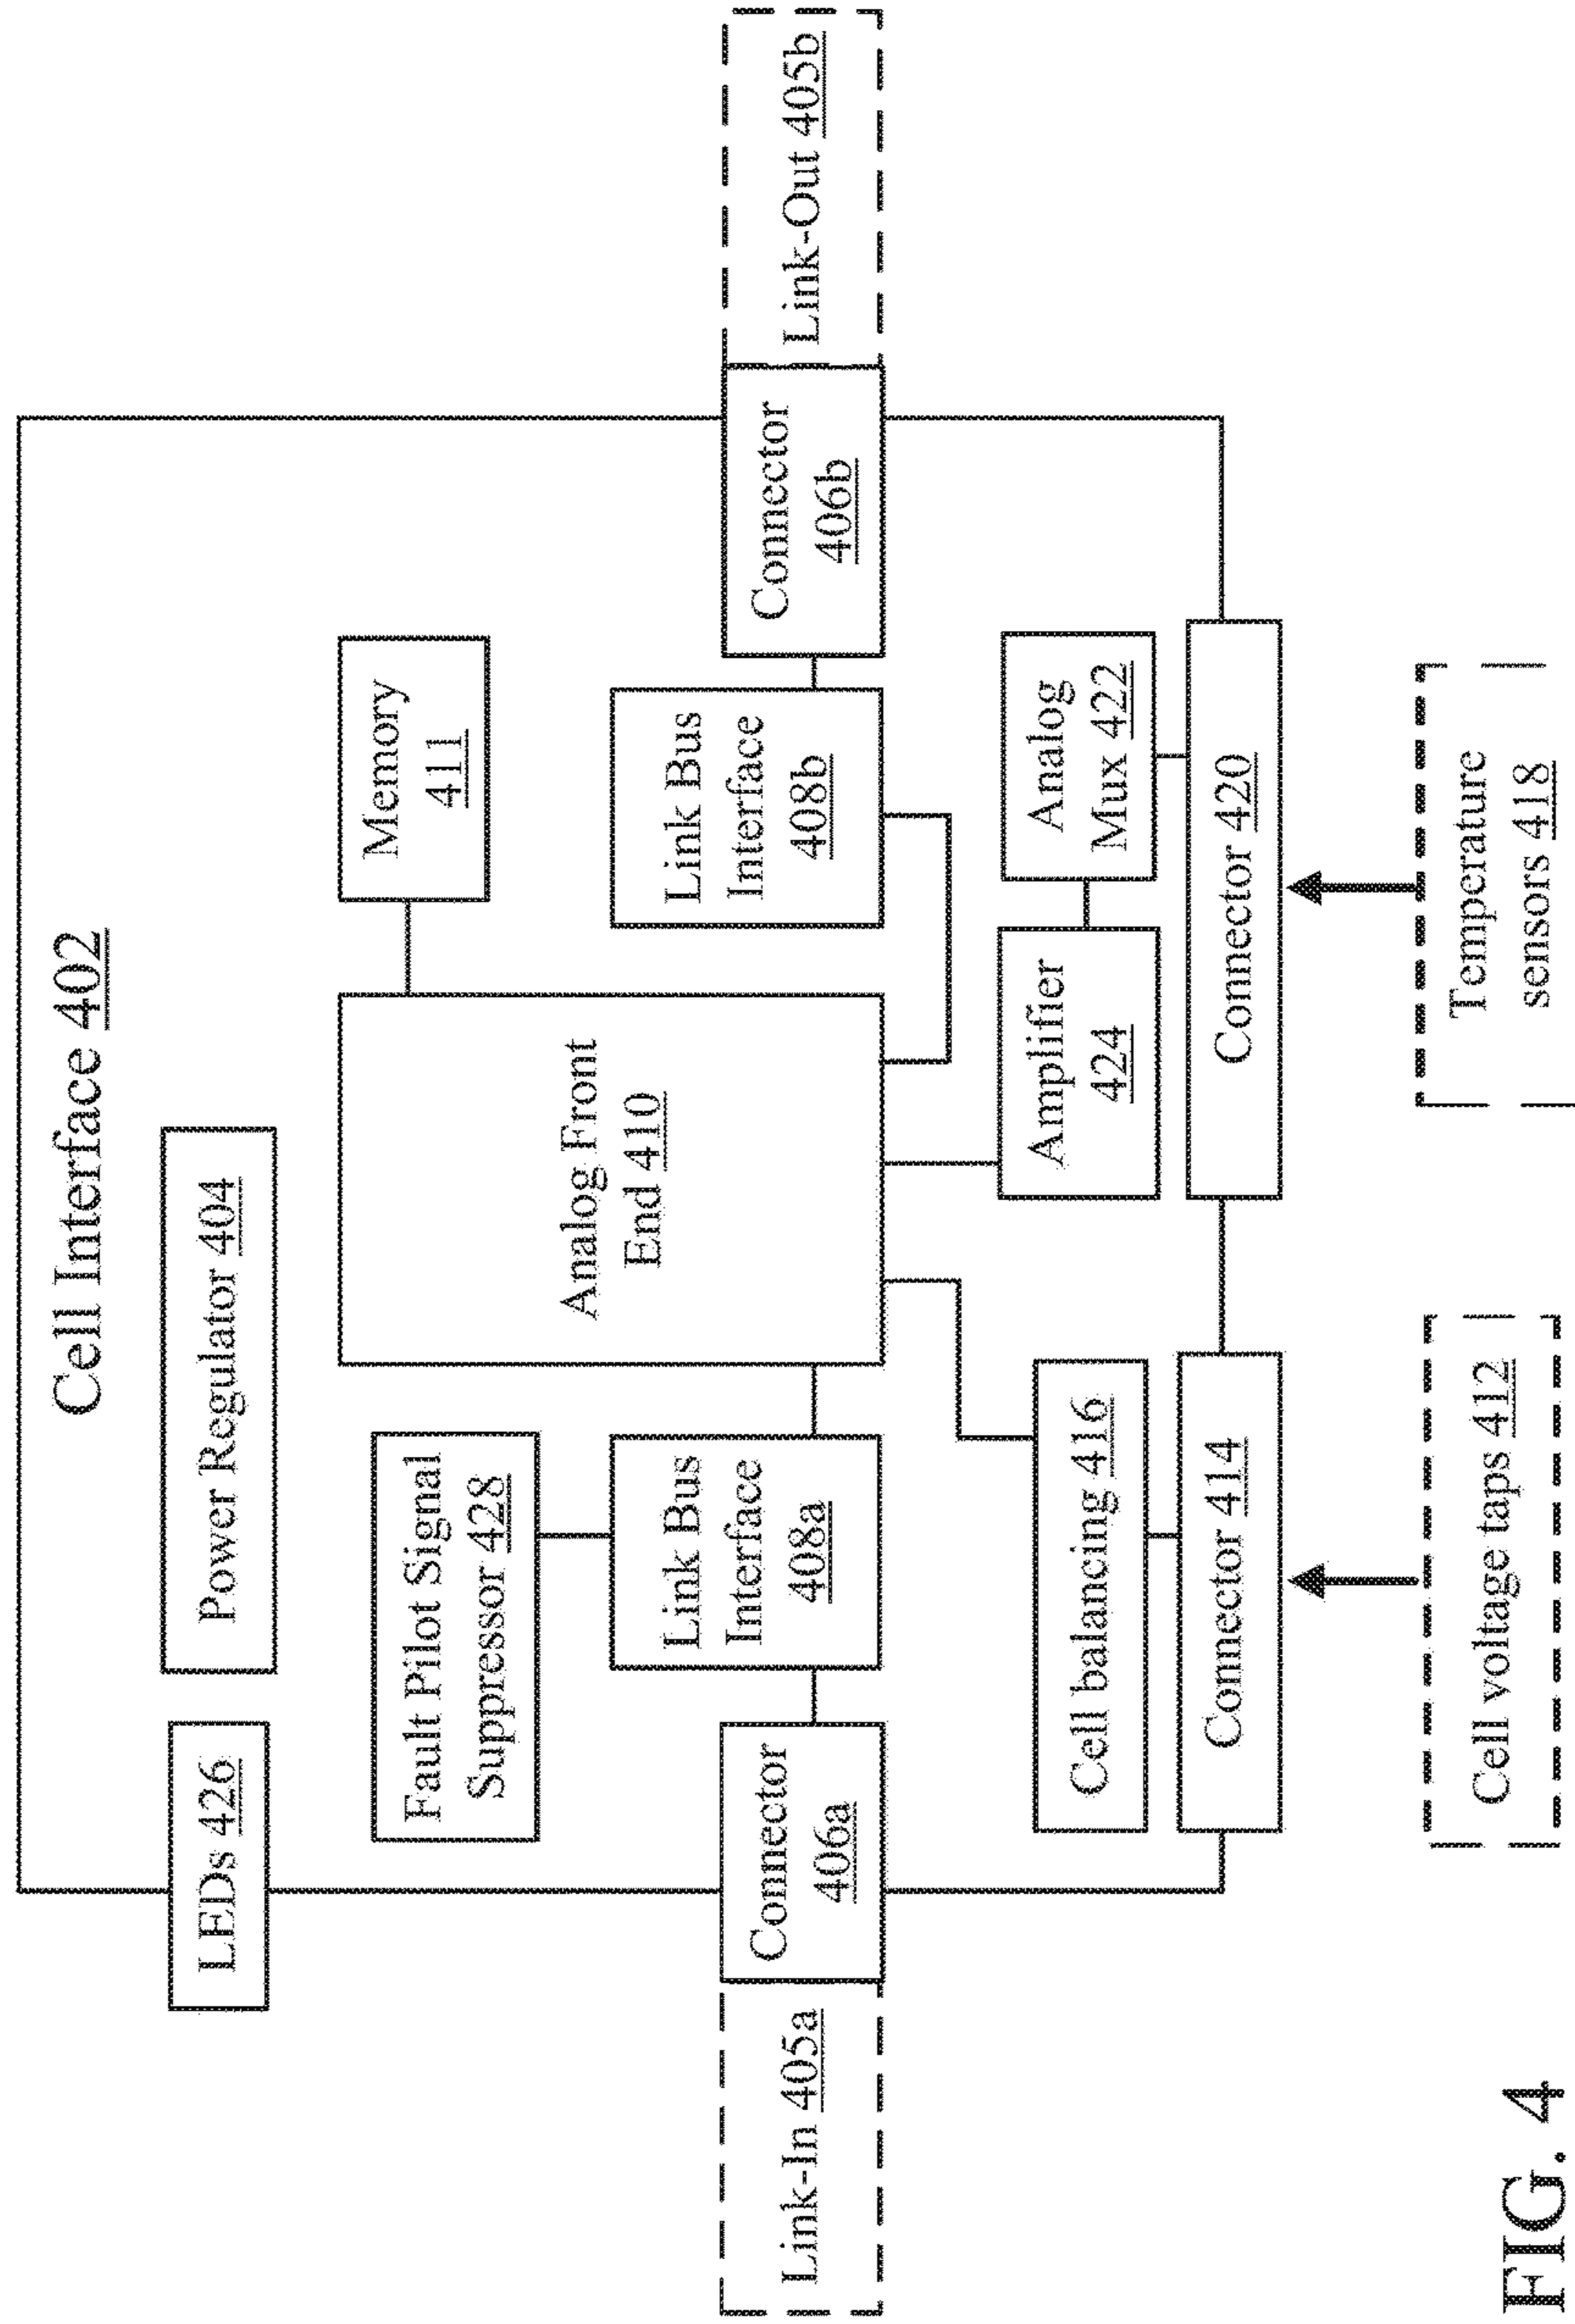 Cell Interface 402
LEDs 426
Power Regulator 404
Fault Pilot Signal
Suppressor 428
Analog Front
End 410
Memory
411
Link-In 405a
Connector
406a
Link Bus
Interface
408a
Link Bus
Interface
408b
Connector
406b
Link-Out 405b
Cell balancing 416
Amplifier
424
Analog
Mux 422
Connector 414
Connector 420
Cell voltage taps 412
Temperature
sensors 418
FIG. 4